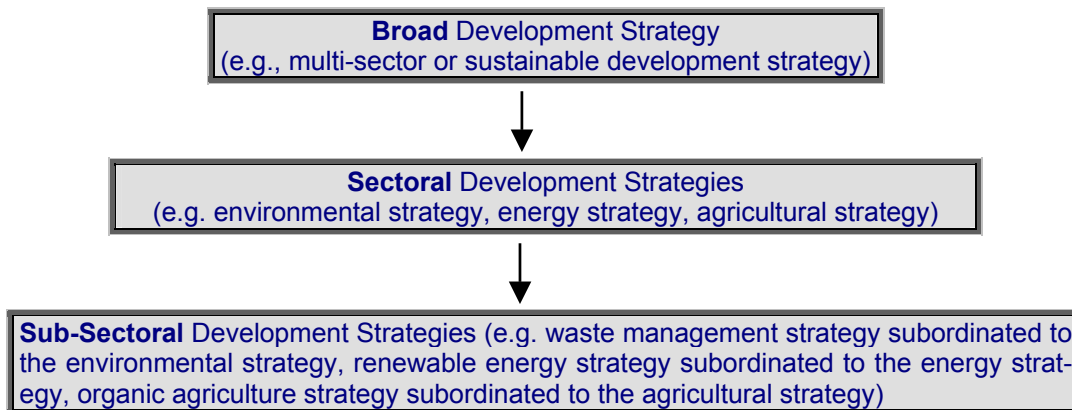 Broad Development Strategy
(e.g., multi-sector or sustainable development strategy)
Sectoral Development Strategies
(e.g. environmental strategy, energy strategy, agricultural strategy)
Sub-Sectoral Development Strategies (e.g. waste management strategy subordinated to
the environmental strategy, renewable energy strategy subordinated to the energy strat-
egy, organic agriculture strategy subordinated to the agricultural strategy)